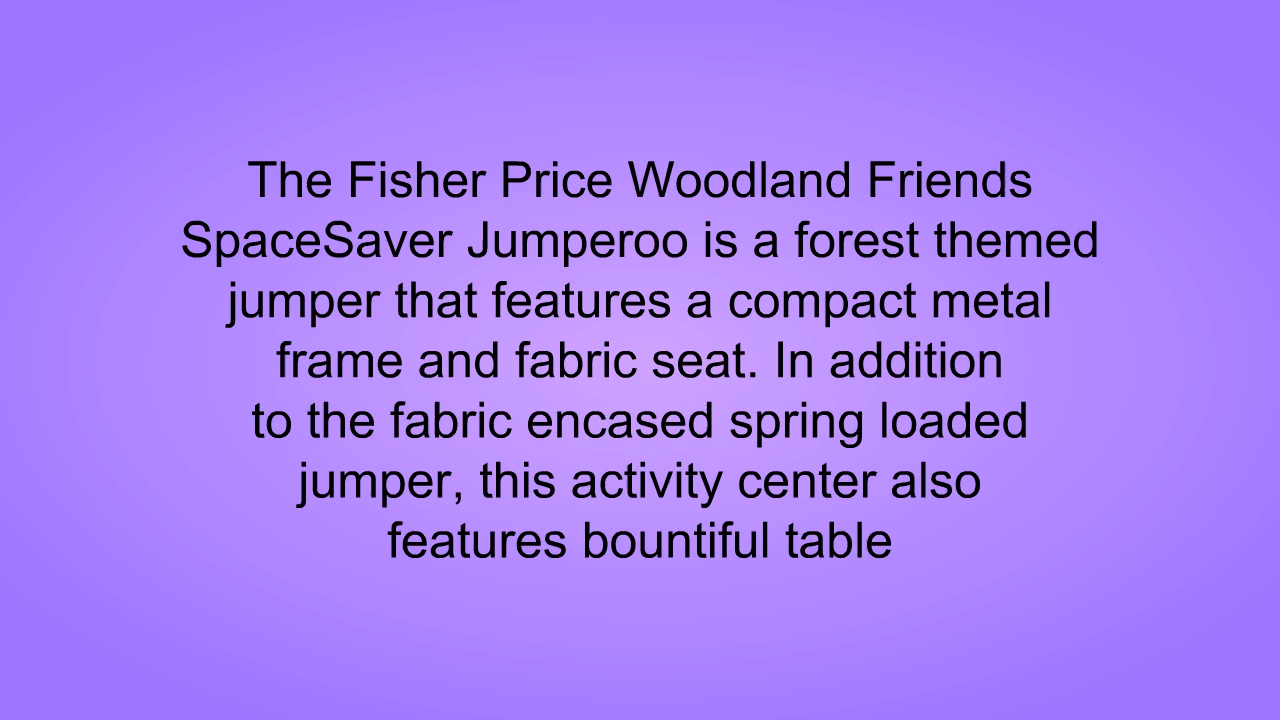 The Fisher Price Woodland Friends
SpaceSaver Jumperoo is a forest themed
jumper that features a compact metal
frame and fabric seat. In addition
to the fabric encased spring loaded
jumper, this activity center also
features bountiful table